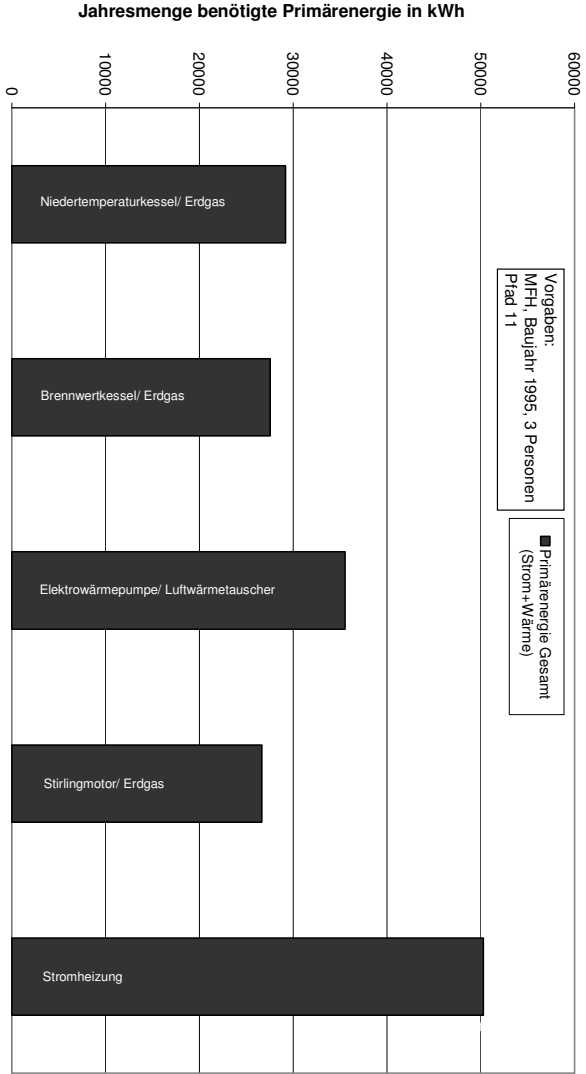 Jahresmenge benötigte Primärenergie in kWh
0
10000
20000
30000
40000
50000
60000
Vorgaben:
MFH, Baujahr 1995, 3 Personen
Pfad 11
Primärenergie Gesamt
(Strom+Wärme)
Niedertemperaturkessel/ Erdgas
Brennwertkessel/ Erdgas
Elektrowärmepumpe/ Luftwärmetauscher
Stirlingmotor/ Erdgas
Stromheizung